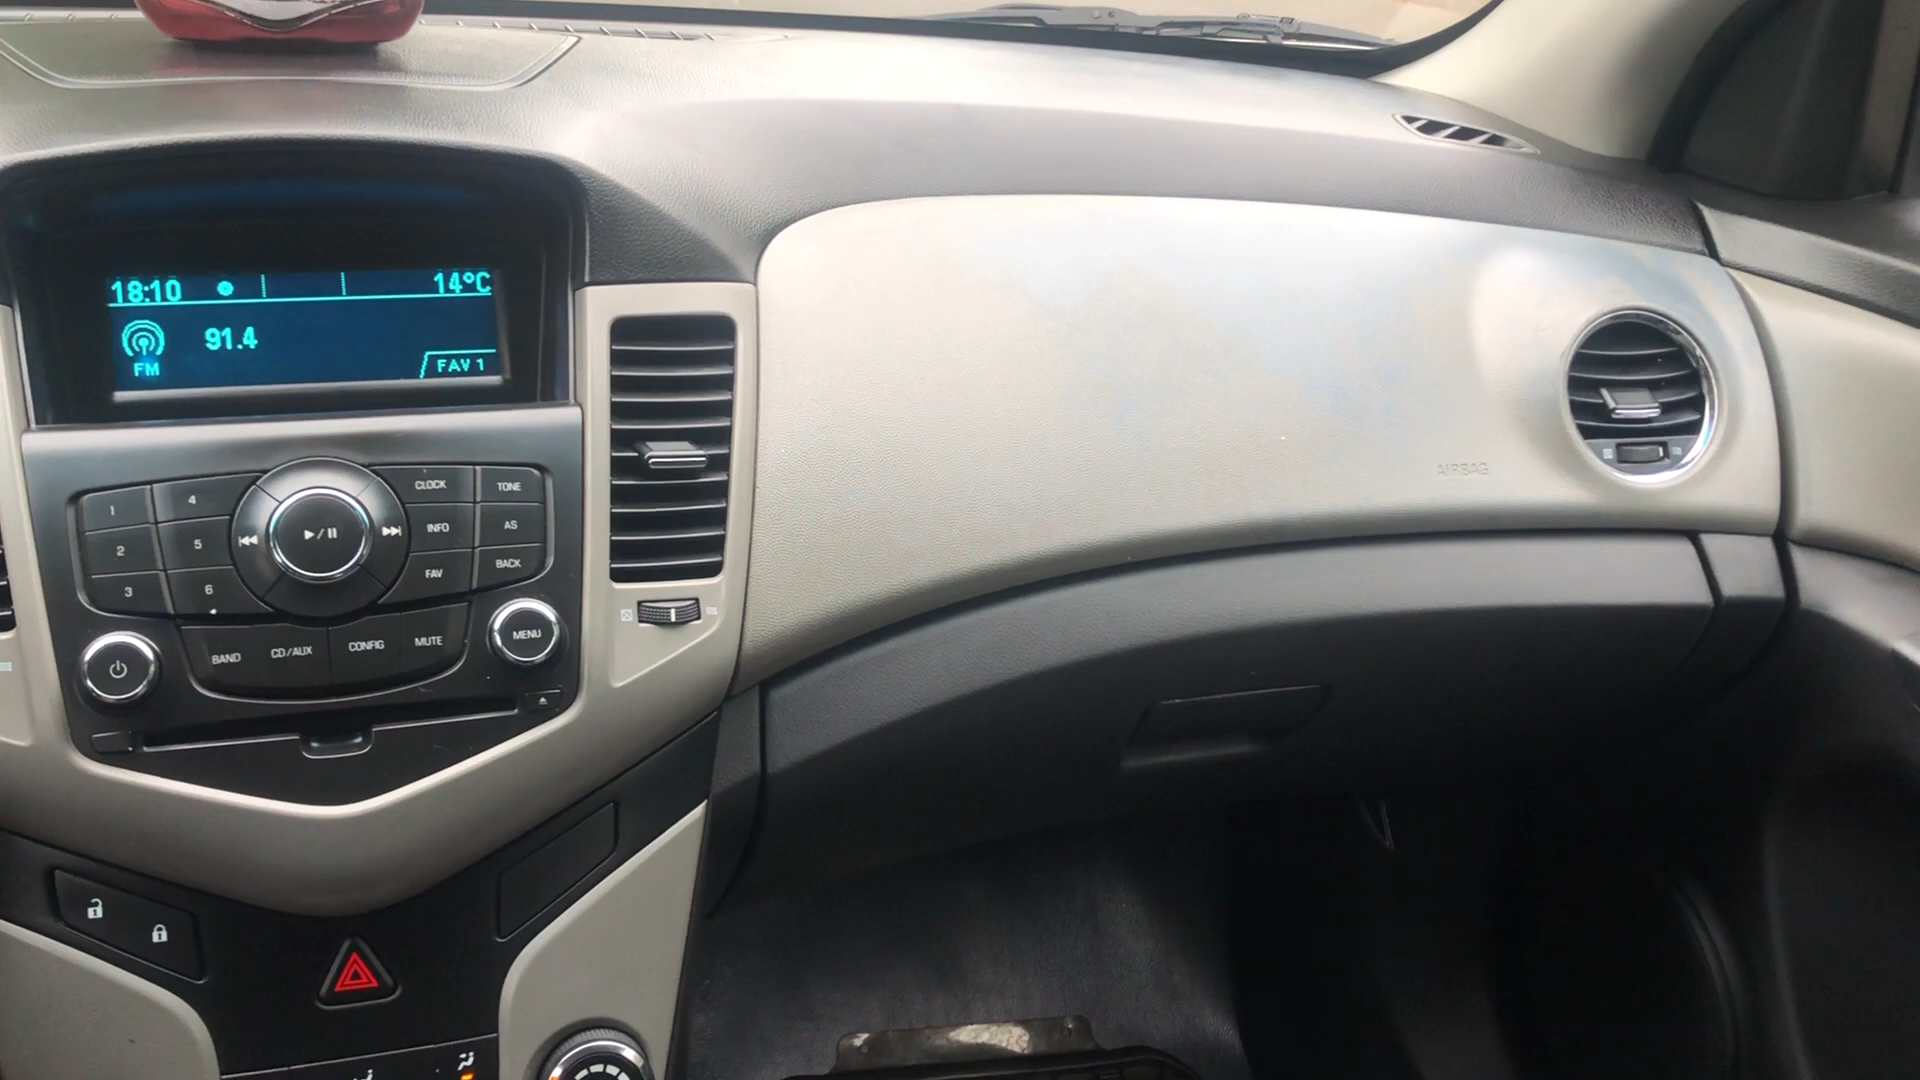 18:10 14°C
91.4
FM
FAV 1
AIRBAG
1 4 CLOCK TONE
2 5 INFO AS
3 6 FAV BACK
BAND CD/AUX CONFIG MUTE MENU